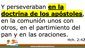 Y perseveraban en
la doctrina de los apóstoles,
en la comunión unos con
otros, en el partimiento del
pan y en las oraciones.
Hch. 2:42